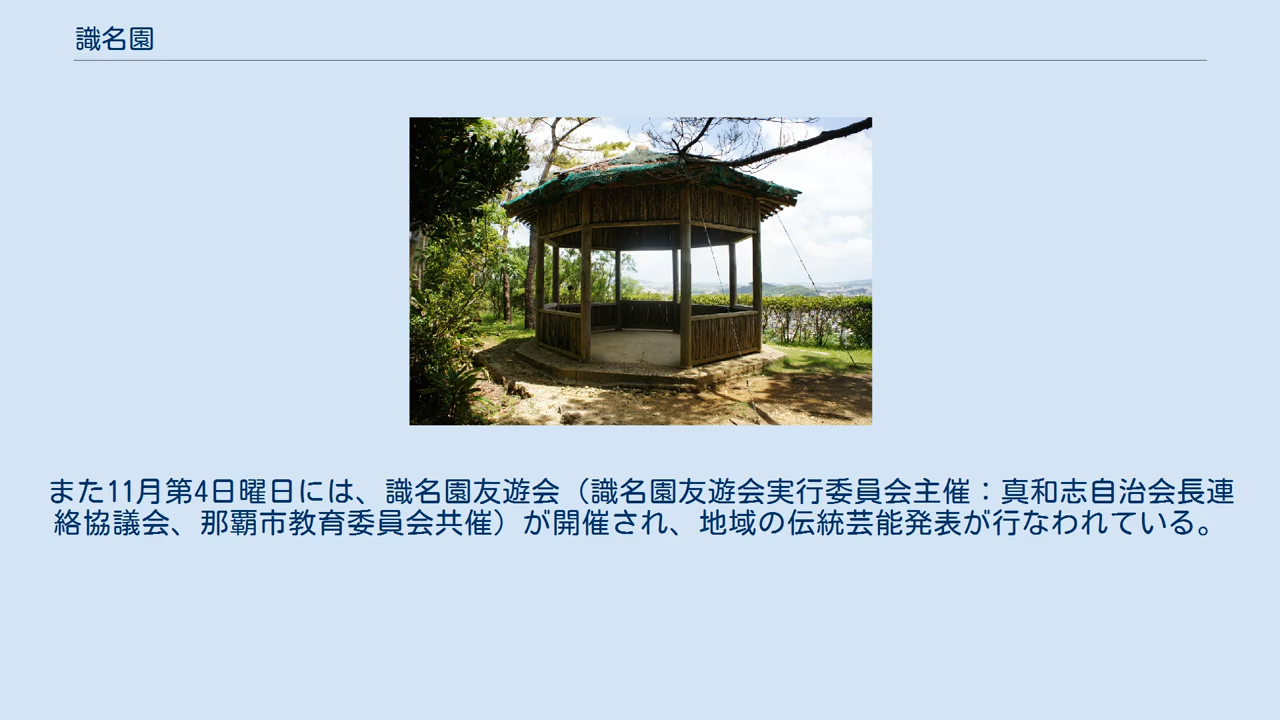 識名園
また11月第4日曜日には、識名園友遊会（識名園友遊会実行委員会主催：真和志自治会長連
絡協議会、那覇市教育委員会共催）が開催され、地域の伝統芸能発表が行なわれている。